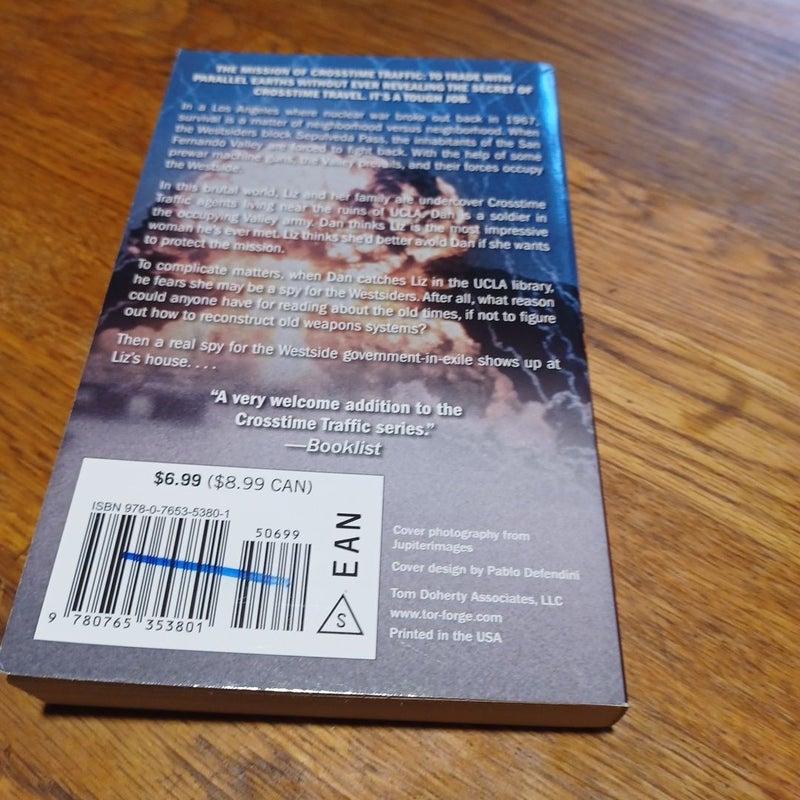 THE MISSION OF CROSSTIME TRAFFIC: TO TRADE WITH
PARALLEL EARTHS WITHOUT EVER REVEALING THE SECRET OF
CROSSTIME TRAVEL. IT'S A TOUGH JOB.
In a Los Angeles where nuclear war broke out back in 1967,
survival is a matter of neighborhood versus neighborhood. When
the Westsiders block Sepulveda Pass, the inhabitants of the San
Fernando Valley are forced to fight back. With the help of some
prewar machine guns, the Valley prevails, and their forces occupy
the Westside.
In this brutal world, Liz and her family are undercover Crosstime
Traffic agents living near the ruins of UCLA. Dan is a soldier in
the occupying Valley army. Dan thinks Liz is the most impressive
woman he's ever met. Liz thinks she'd better avoid Dan if she wants
to protect the mission.
To complicate matters, when Dan catches Liz in the UCLA library,
he fears she may be a spy for the Westsiders. After all, what reason
could anyone have for reading about the old times, if not to figure
out how to reconstruct old weapons systems?
Then a real spy for the Westside government-in-exile shows up at
Liz's house. . . .
"A very welcome addition to the
Crosstime Traffic series."
—Booklist
$6.99 ($8.99 CAN)
ISBN 978-0-7653-5380-1
50699
9 780765 353801
EAN
S
Cover photography from
Jupiterimages
Cover design by Pablo Defendini
Tom Doherty Associates, LLC
www.tor-forge.com
Printed in the USA